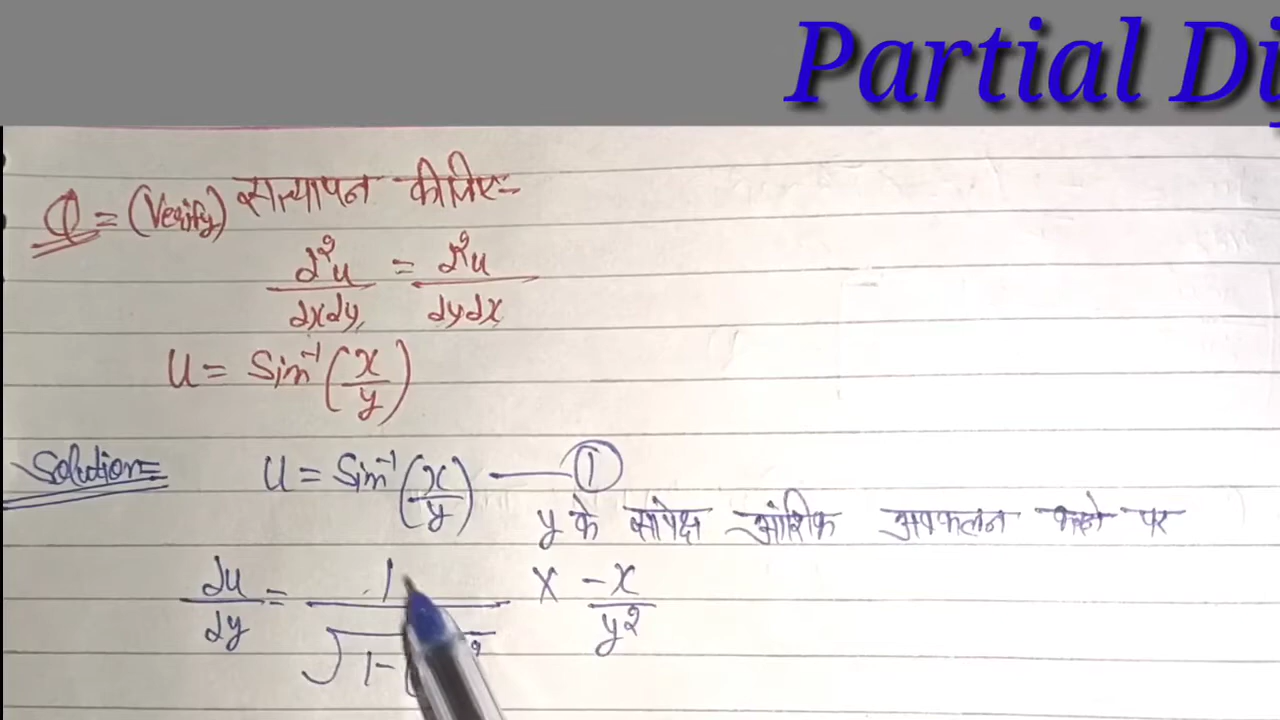 Partial Di
Q = (Verify) सत्यापन कीजिए:-
∂²u/∂x∂y = ∂²u/∂y∂x
U = Sin⁻¹(x/y)
Solution= U = Sin⁻¹(x/y) —— ①
y के सापेक्ष आंशिक अवकलन करने पर
∂u/∂y = 1/√1-( ² × -x/y²